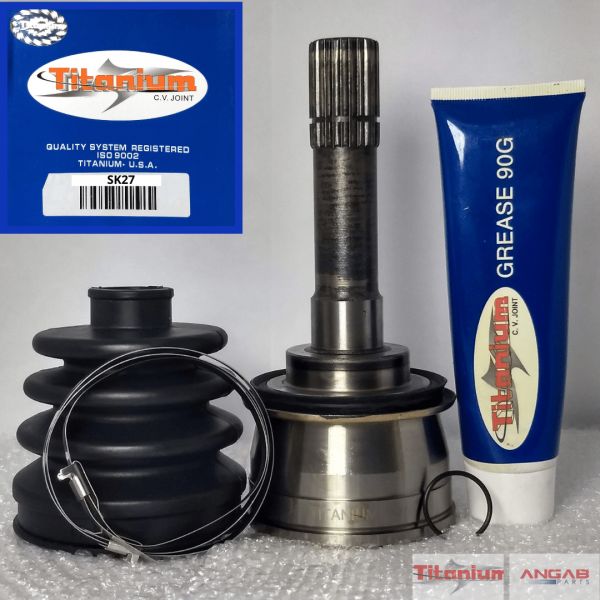 Titanium
C.V. JOINT
QUALITY SYSTEM REGISTERED
ISO 9002
TITANIUM- U.S.A.
SK27
GREASE 90G
Titanium
C.V. JOINT
TITANIUM
Titanium
ANGAB
PARTS